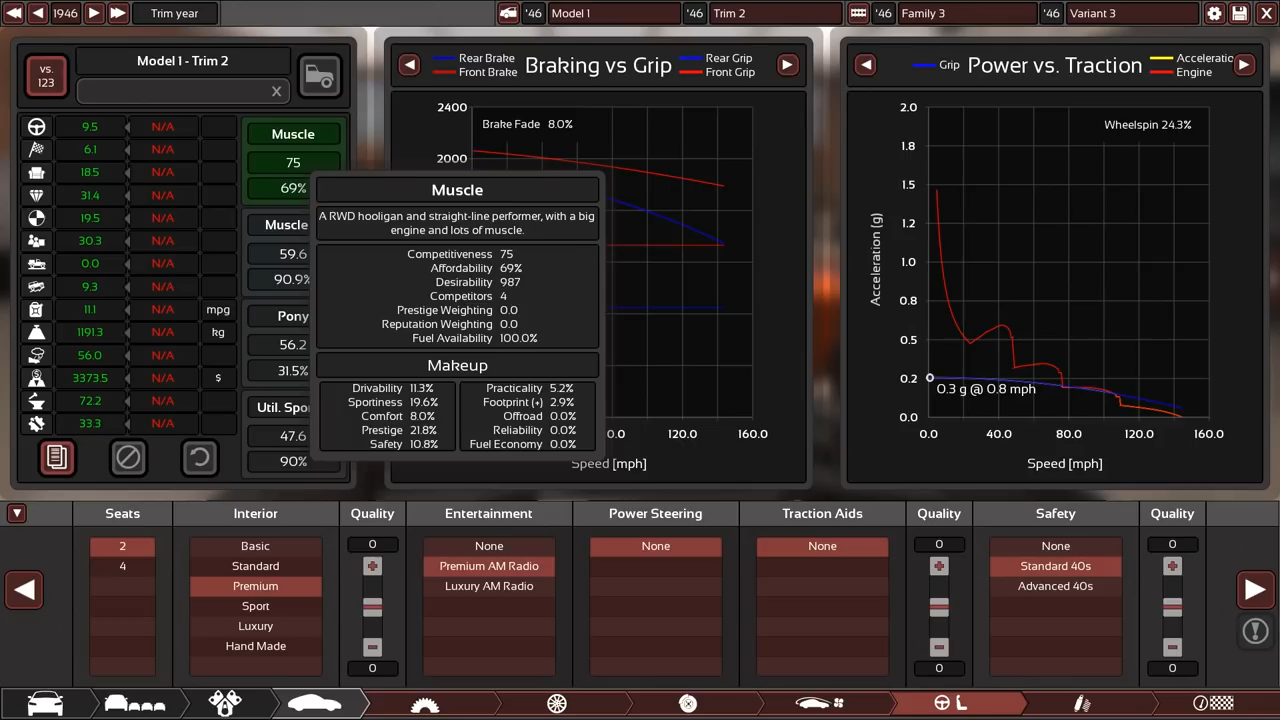 1946
Trim year
'46
Model 1
'46
Trim 2
'46
Family 3
'46
Variant 3
vs.
123
Model 1 - Trim 2
X
9.5 N/A
6.1 N/A
18.5 N/A
31.4 N/A
19.5 N/A
30.3 N/A
0.0 N/A
9.3 N/A
11.1 N/A mpg
1191.3 N/A kg
56.0 N/A
3373.5 N/A $
72.2 N/A
33.3 N/A
Muscle
75
69%
Muscle
59.6
90.9%
Pony
56.2
31.5%
Util. Spo
47.6
90%
Muscle
A RWD hooligan and straight-line performer, with a big
engine and lots of muscle.
Competitiveness 75
Affordability 69%
Desirability 987
Competitors 4
Prestige Weighting 0.0
Reputation Weighting 0.0
Fuel Availability 100.0%
Makeup
Drivability 11.3% Practicality 5.2%
Sportiness 19.6% Footprint (+) 2.9%
Comfort 8.0% Offroad 0.0%
Prestige 21.8% Reliability 0.0%
Safety 10.8% Fuel Economy 0.0%
Rear Brake
Front Brake
Braking vs Grip
Rear Grip
Front Grip
2400
Brake Fade 8.0%
2000
0.0 120.0 160.0
Speed [mph]
Grip
Power vs. Traction
Acceleratio
Engine
2.0
Wheelspin 24.3%
1.8
1.5
1.2
1.0
0.8
0.5
0.2
0.0
Acceleration (g)
0.3 g @ 0.8 mph
0.0 40.0 80.0 120.0 160.0
Speed [mph]
Seats Interior Quality Entertainment Power Steering Traction Aids Quality Safety Quality
2 Basic 0 None None None 0 None 0
4 Standard Premium AM Radio Standard 40s
Premium Luxury AM Radio Advanced 40s
Sport
Luxury
Hand Made
0 0 0